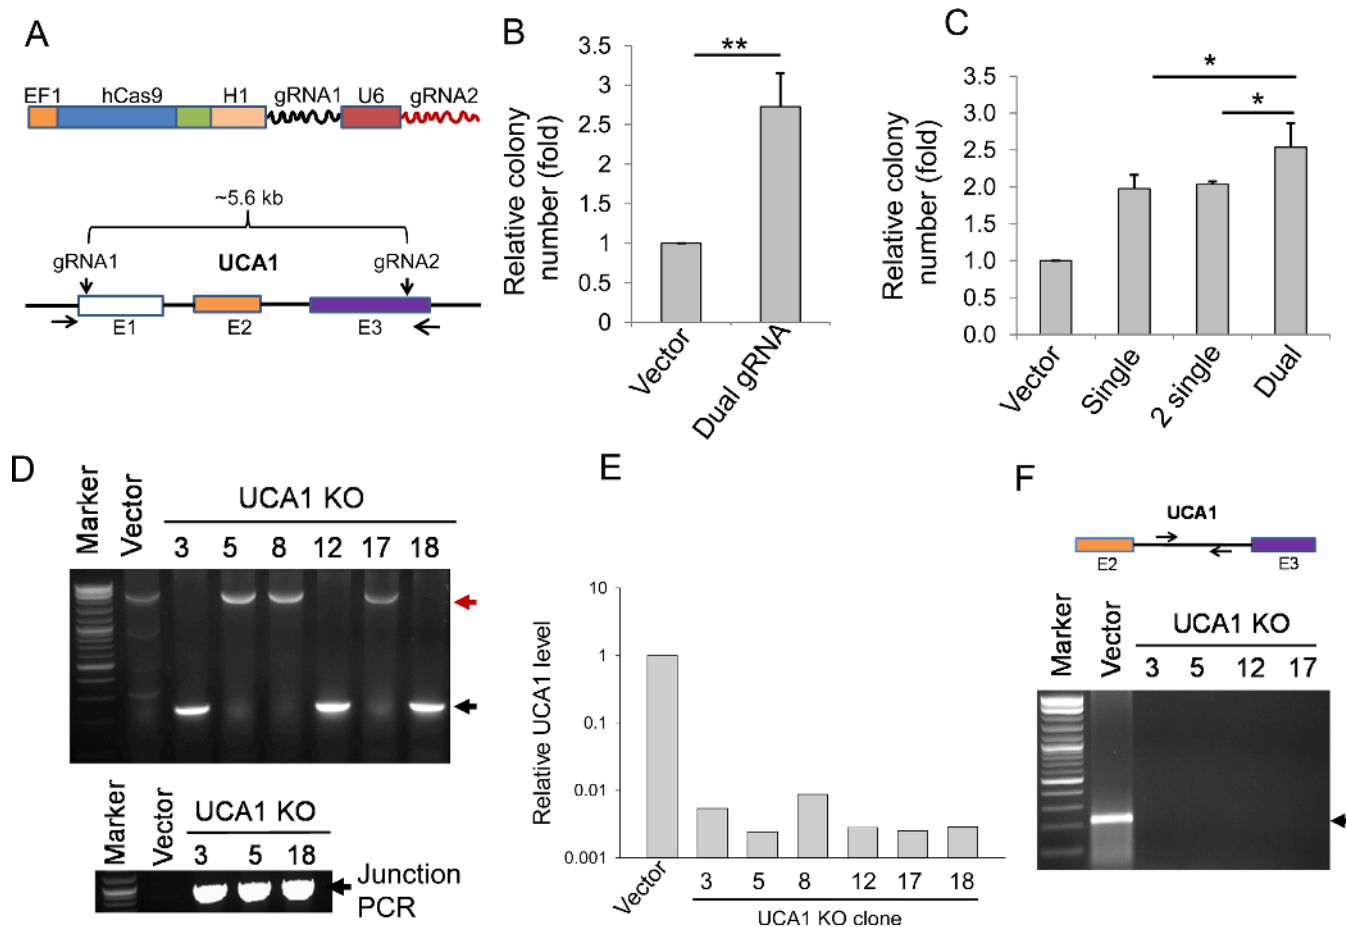 A
EF1 hCas9 H1 gRNA1 U6 gRNA2
~5.6 kb
gRNA1 UCA1 gRNA2
E1 E2 E3
B
**
Relative colony
number (fold)
3.5
3
2.5
2
1.5
1
0.5
0
Vector
Dual gRNA
C
*
*
Relative colony
number (fold)
3.5
3.0
2.5
2.0
1.5
1.0
0.5
0.0
Vector
Single
2 single
Dual
D
Marker
Vector
UCA1 KO
3 5 8 12 17 18
Marker
Vector
UCA1 KO
3 5 18
Junction
PCR
E
Relative UCA1 level
10
1
0.1
0.01
0.001
Vector
3 5 8 12 17 18
UCA1 KO clone
F
UCA1
E2 E3
Marker
Vector
UCA1 KO
3 5 12 17